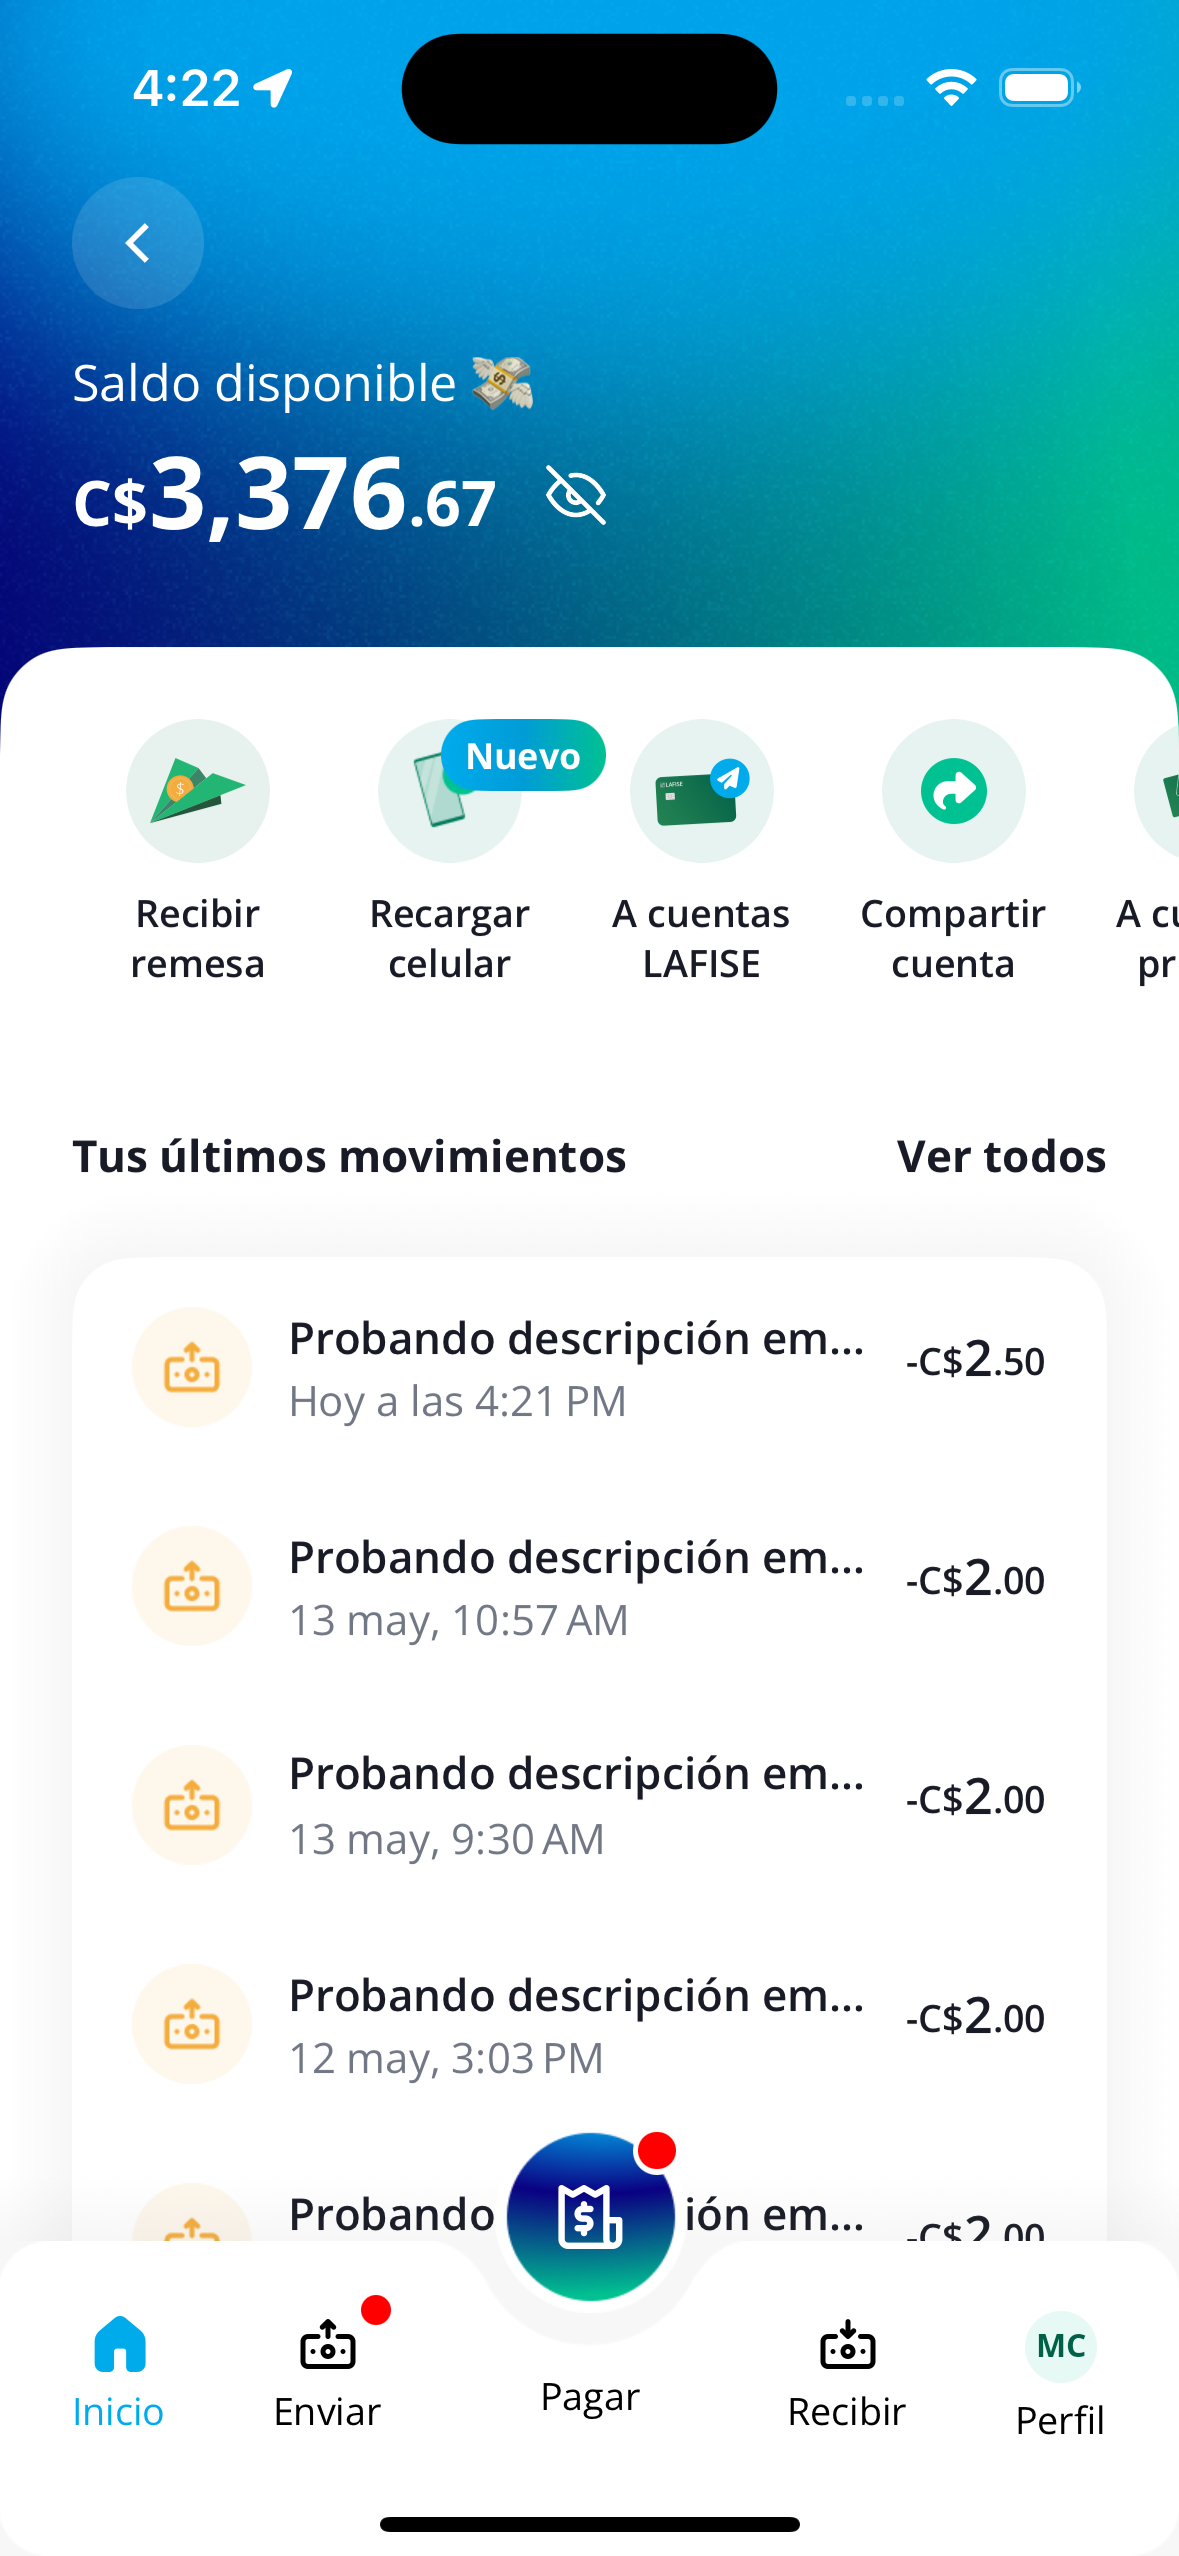 4:22
Saldo disponible 💸
C$3,376.67
Nuevo
LAFISE
Recibir
remesa
Recargar
celular
A cuentas
LAFISE
Compartir
cuenta
A cu
pr
Tus últimos movimientos
Ver todos
Probando descripción em...
-C$2.50
Hoy a las 4:21 PM
Probando descripción em...
-C$2.00
13 may, 10:57 AM
Probando descripción em...
-C$2.00
13 may, 9:30 AM
Probando descripción em...
-C$2.00
12 may, 3:03 PM
Probando ión em...
-C$2.00
Inicio
Enviar
Pagar
Recibir
MC
Perfil